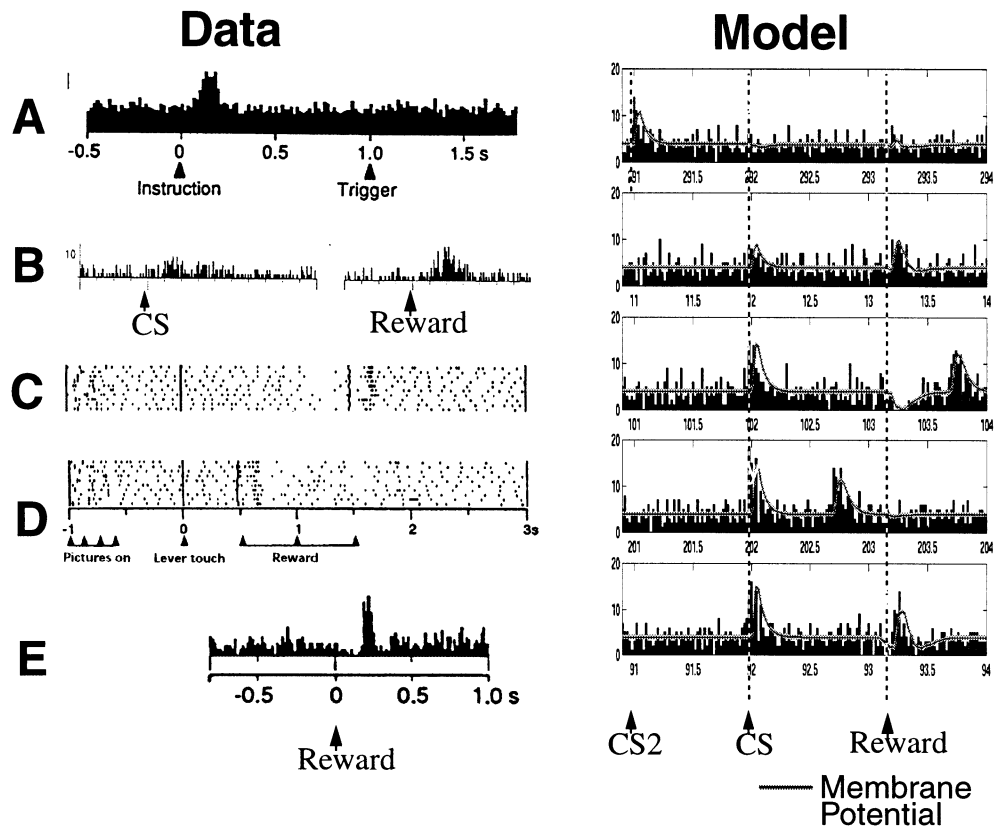 Data
Model
A
-0.5 0 0.5 1.0 1.5 s
Instruction
Trigger
B
10
CS
Reward
C
D
-1 0 1 2 3s
Pictures on
Lever touch
Reward
E
-0.5 0 0.5 1.0 s
Reward
20
10
0
291.5 292.5 293 293.5 294
20
10
0
11 11.5 12 12.5 13 13.5 14
20
10
0
101 101.5 102 102.5 103 103.5 104
20
10
0
201 201.5 202 202.5 203 203.5 204
20
10
0
91 91.5 92 92.5 93 93.5 94
CS2
CS
Reward
Membrane
Potential